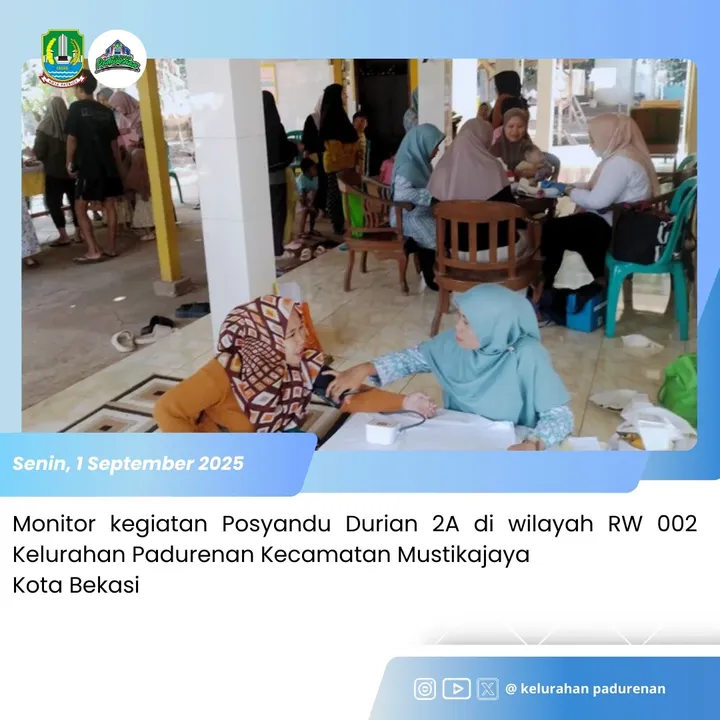 Senin, 1 September 2025
Monitor kegiatan Posyandu Durian 2A di wilayah RW 002
Kelurahan Padurenan Kecamatan Mustikajaya
Kota Bekasi
@ kelurahan padurenan